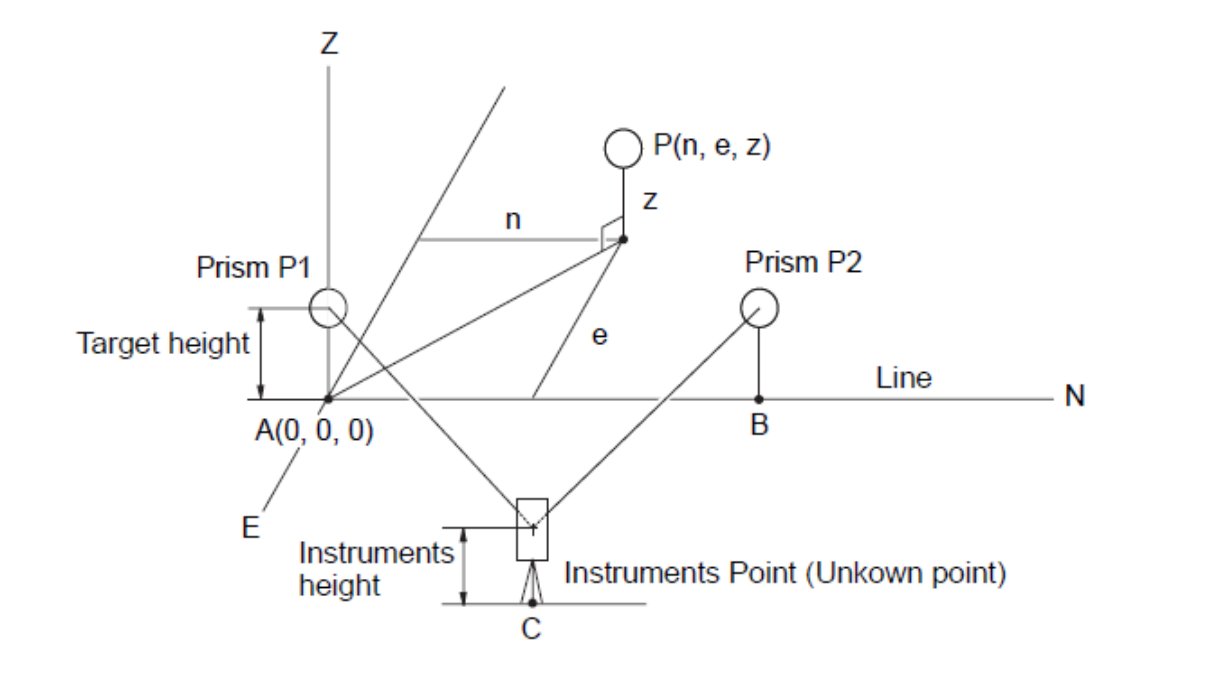 Z
P(n, e, z)
z
n
Prism P1
Prism P2
Target height
e
Line
N
A(0, 0, 0)
B
E
Instruments
height
Instruments Point (Unkown point)
C